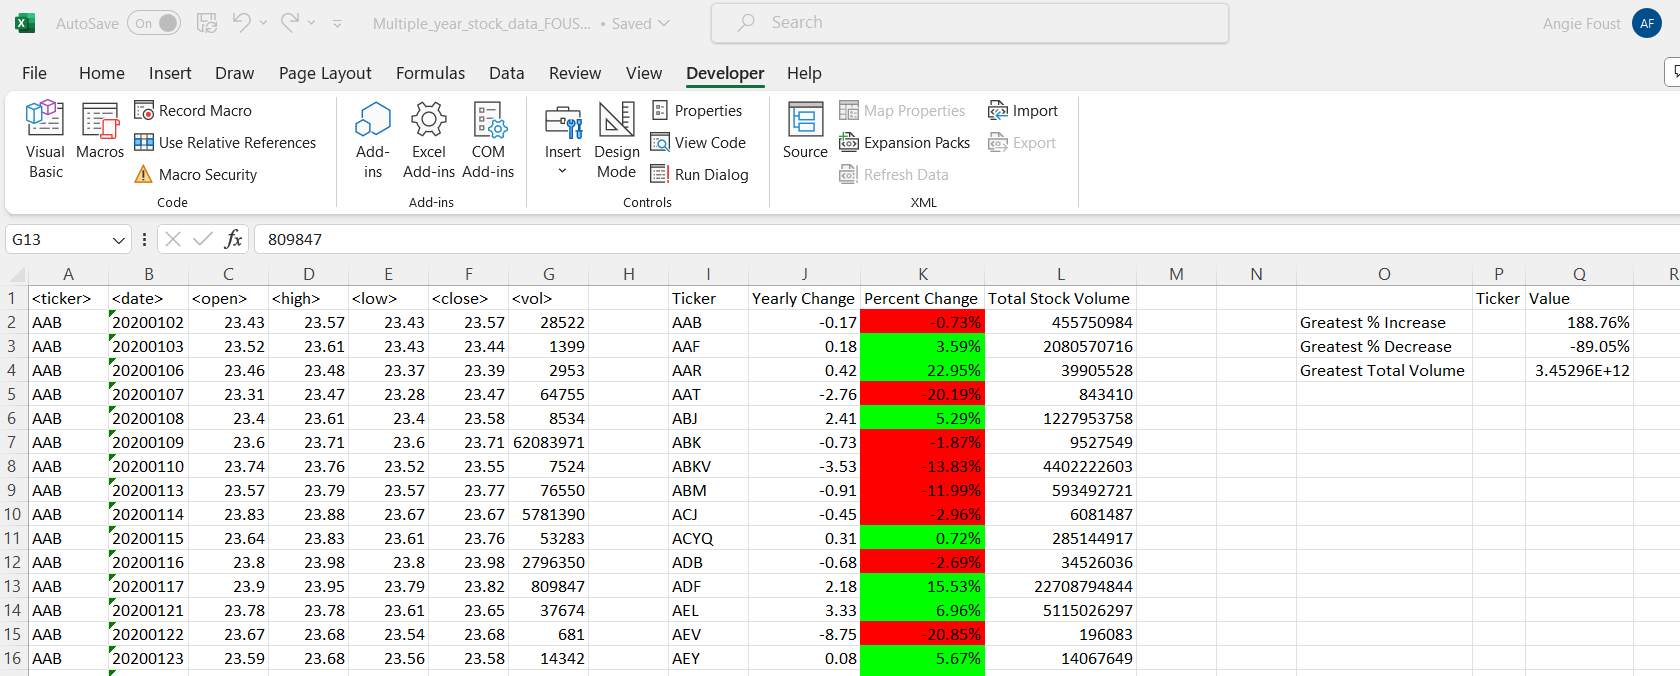 AutoSave On Multiple_year_stock_data_FOUS... • Saved Search Angie Foust AF
File Home Insert Draw Page Layout Formulas Data Review View Developer Help
Visual Basic
Macros
Record Macro
Use Relative References
Macro Security
Code
Add-ins
Excel Add-ins
COM Add-ins
Add-ins
Insert
Design Mode
Properties
View Code
Run Dialog
Controls
Source
Map Properties
Expansion Packs
Refresh Data
Import
Export
XML
G13 fx 809847
A B C D E F G H I J K L M N O P Q R
1 <ticker> <date> <open> <high> <low> <close> <vol> Ticker Yearly Change Percent Change Total Stock Volume Ticker Value
2 AAB 20200102 23.43 23.57 23.43 23.57 28522 AAB -0.17 -0.73% 455750984 Greatest % Increase 188.76%
3 AAB 20200103 23.52 23.61 23.43 23.44 1399 AAF 0.18 3.59% 2080570716 Greatest % Decrease -89.05%
4 AAB 20200106 23.46 23.48 23.37 23.39 2953 AAR 0.42 22.95% 39905528 Greatest Total Volume 3.45296E+12
5 AAB 20200107 23.31 23.47 23.28 23.47 64755 AAT -2.76 -20.19% 843410
6 AAB 20200108 23.4 23.61 23.4 23.58 8534 ABJ 2.41 5.29% 1227953758
7 AAB 20200109 23.6 23.71 23.6 23.71 62083971 ABK -0.73 -1.87% 9527549
8 AAB 20200110 23.74 23.76 23.52 23.55 7524 ABKV -3.53 -13.83% 4402222603
9 AAB 20200113 23.57 23.79 23.57 23.77 76550 ABM -0.91 -11.99% 593492721
10 AAB 20200114 23.83 23.88 23.67 23.67 5781390 ACJ -0.45 -2.96% 6081487
11 AAB 20200115 23.64 23.83 23.61 23.76 53283 ACYQ 0.31 0.72% 285144917
12 AAB 20200116 23.8 23.98 23.8 23.98 2796350 ADB -0.68 -2.69% 34526036
13 AAB 20200117 23.9 23.95 23.79 23.82 809847 ADF 2.18 15.53% 22708794844
14 AAB 20200121 23.78 23.78 23.61 23.65 37674 AEL 3.33 6.96% 5115026297
15 AAB 20200122 23.67 23.68 23.54 23.68 681 AEV -8.75 -20.85% 196083
16 AAB 20200123 23.59 23.68 23.56 23.58 14342 AEY 0.08 5.67% 14067649